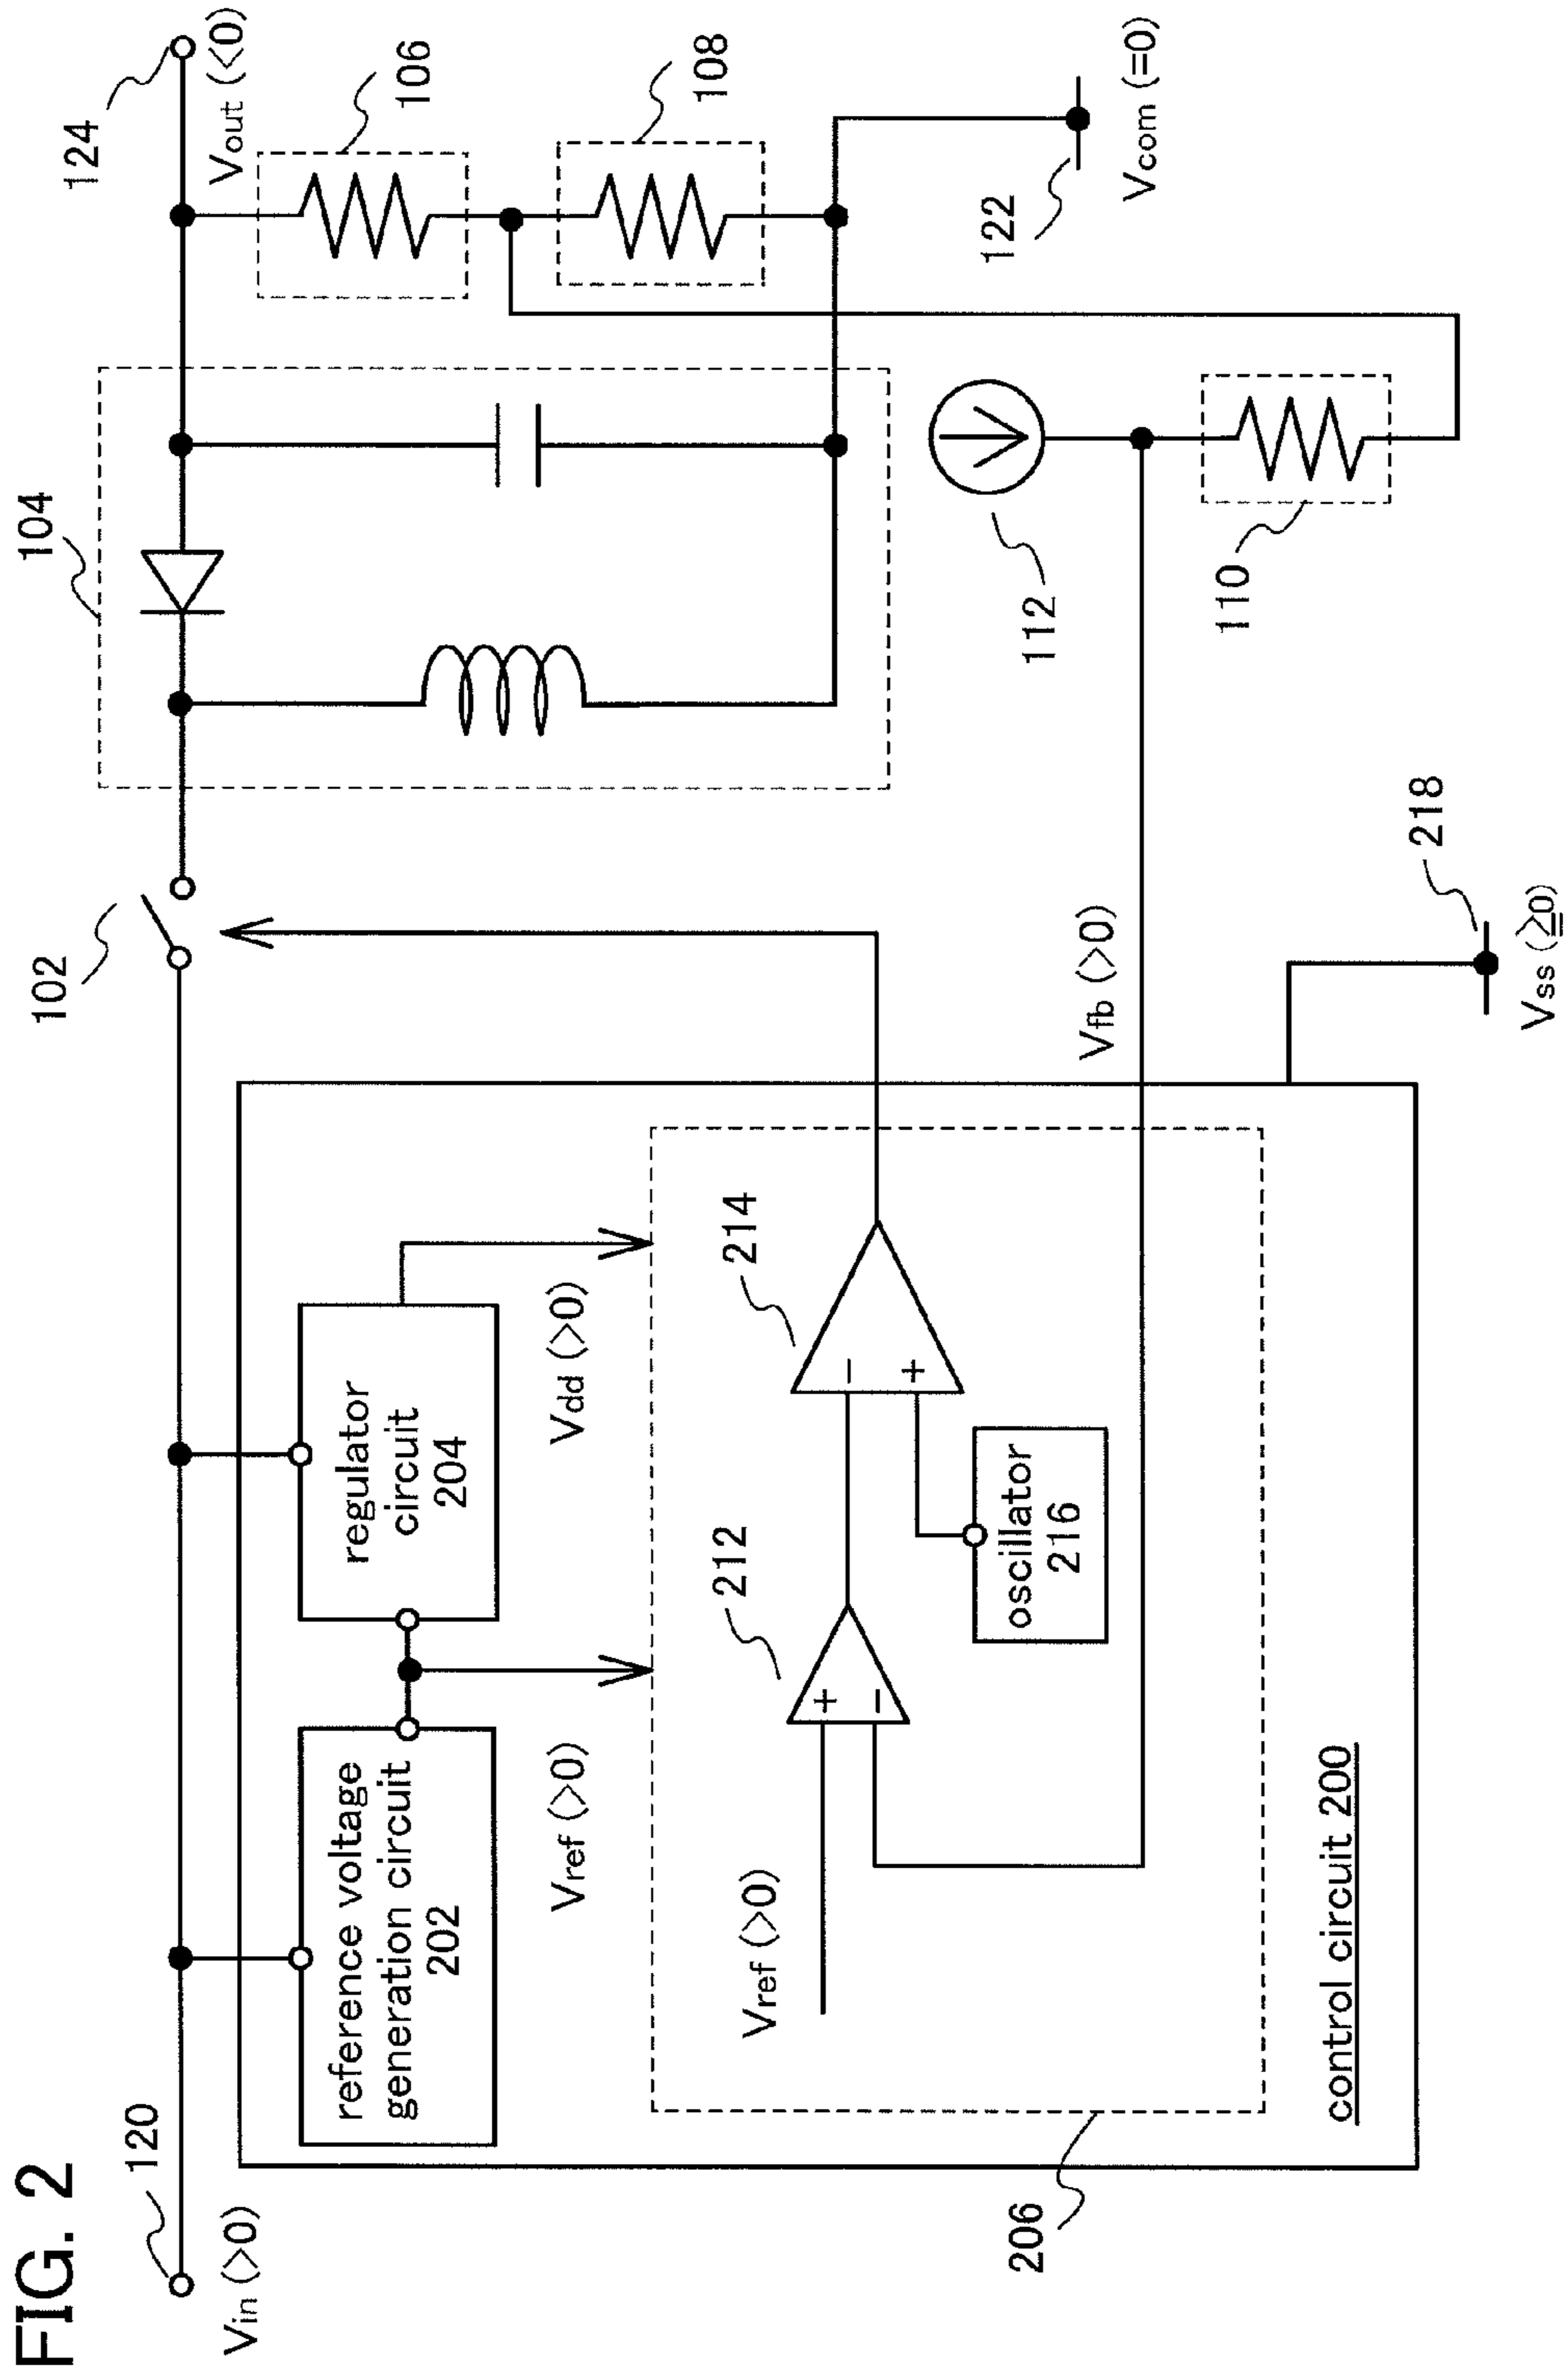 FIG. 2
120
Vin (>0)
102
104
124
Vout (<0)
106
108
122
Vcom (=0)
reference voltage
generation circuit
202
regulator
circuit
204
Vref (>0)
Vdd (>0)
212
214
Vref (>0)
+
−
−
+
oscillator
216
Vfb (>0)
112
110
206
control circuit 200
218
Vss (≧0)